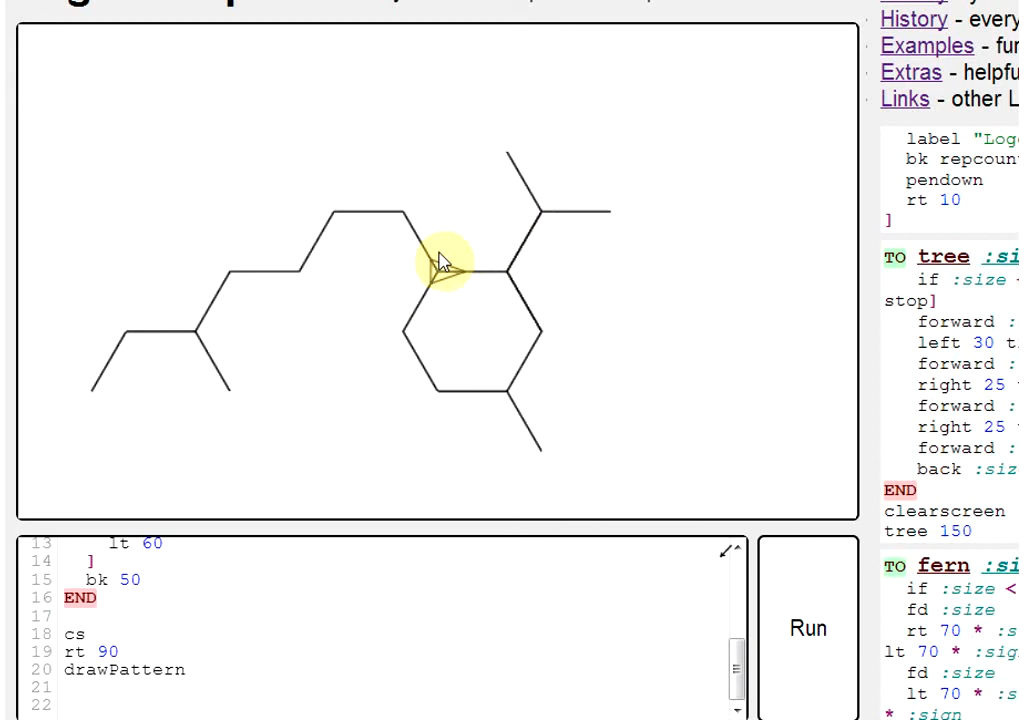 History - every
Examples - fun
Extras - helpfu
Links - other L
label "Log
bk repcoun
pendown
rt 10
]
TO tree :si
if :size <
stop]
forward :
left 30 t
forward :
right 25
forward :
right 25
forward :
back :siz
END
clearscreen
tree 150
TO fern :si
if :size <
fd :size
rt 70 * :s
lt 70 * :sign
fd :size
lt 70 * :s
* :sign
13 lt 60
14 ]
15 bk 50
16 END
17
18 cs
19 rt 90
20 drawPattern
21
22
Run